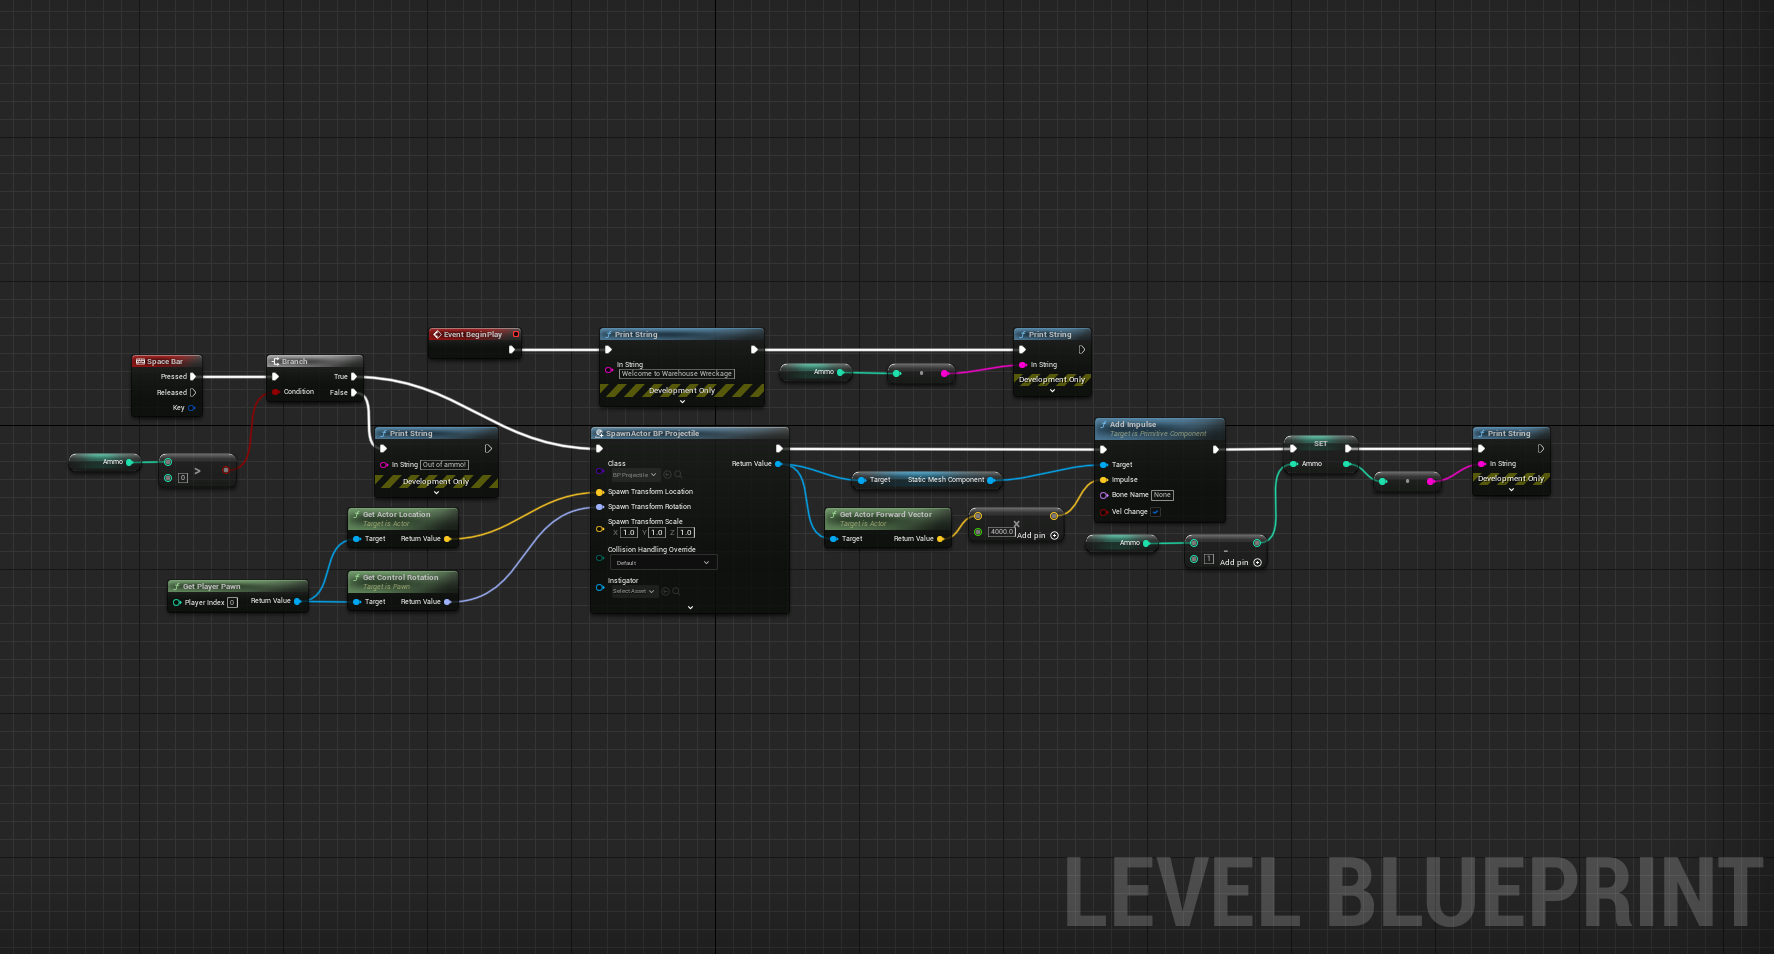 Event BeginPlay
Print String
In String
Welcome to Warehouse Wreckage
Development Only
Ammo
Print String
In String
Development Only
Space Bar
Pressed
Released
Key
Branch
True
Condition
False
Ammo
>
0
Print String
In String Out of ammo!
Development Only
Get Actor Location
Target is Actor
Target Return Value
Get Player Pawn
Player Index 0 Return Value
Get Control Rotation
Target is Pawn
Target Return Value
SpawnActor BP Projectile
Class
BP Projectile
Return Value
Spawn Transform Location
Spawn Transform Rotation
Spawn Transform Scale
X 1.0 Y 1.0 Z 1.0
Collision Handling Override
Default
Instigator
Select Asset
Target Static Mesh Component
Get Actor Forward Vector
Target is Actor
Target Return Value
4000.0
x
Add pin
Add Impulse
Target is Primitive Component
Target
Impulse
Bone Name None
Vel Change
Ammo
1
-
Add pin
SET
Ammo
Print String
In String
Development Only
LEVEL BLUEPRINT